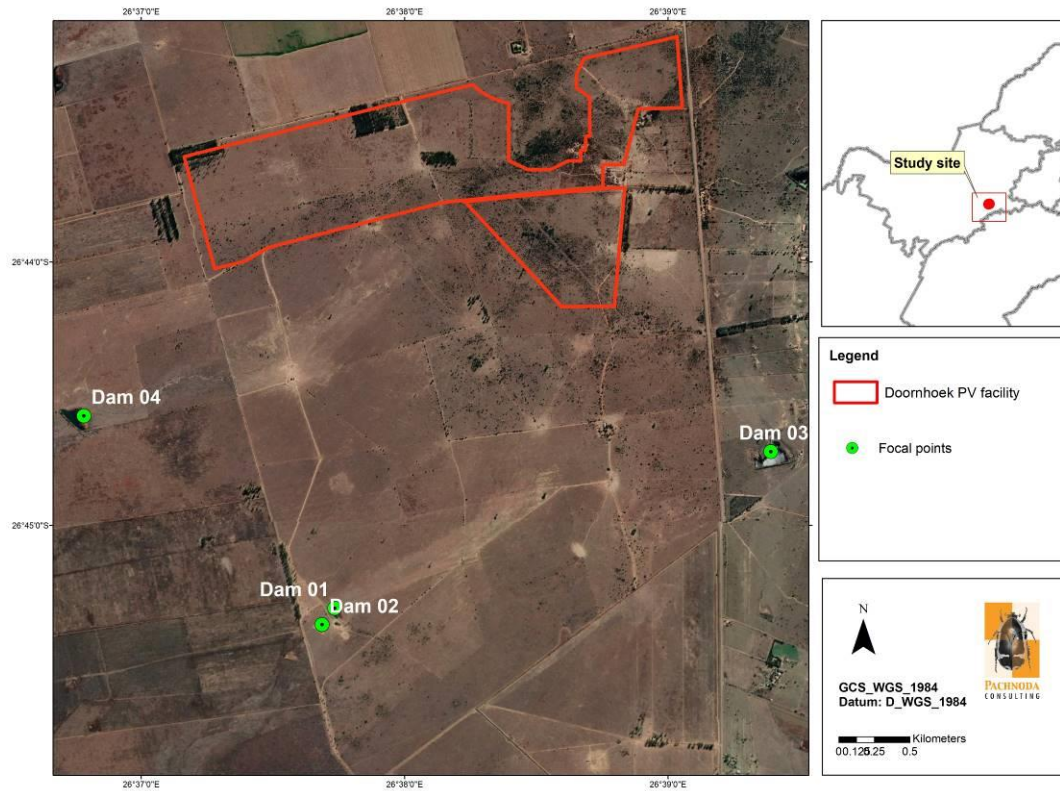 26°37'0"E
26°38'0"E
26°39'0"E
26°44'0"S
26°45'0"S
Dam 04
Dam 03
Dam 01
Dam 02
26°37'0"E
26°38'0"E
26°39'0"E
Study site
Legend
Doornhoek PV facility
Focal points
N
GCS_WGS_1984
Datum: D_WGS_1984
Kilometers
0.5
PACHNODA
CONSULTING